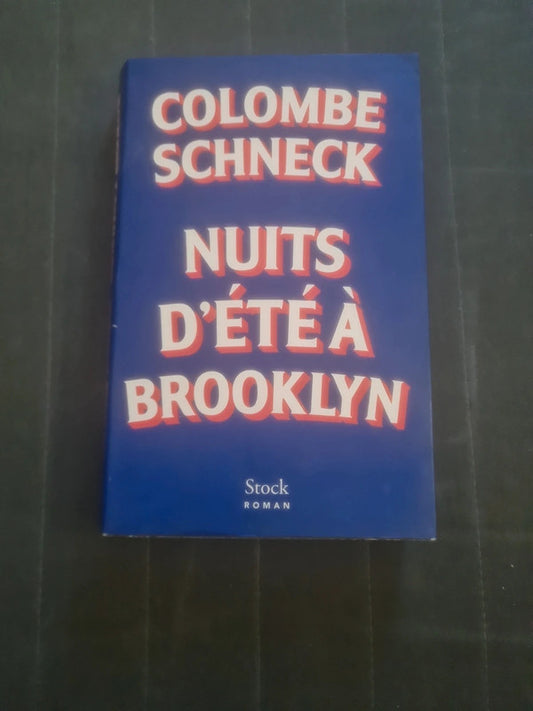 COLOMBE
SCHNECK
NUITS
D'ÉTÉ À
BROOKLYN
Stock
ROMAN